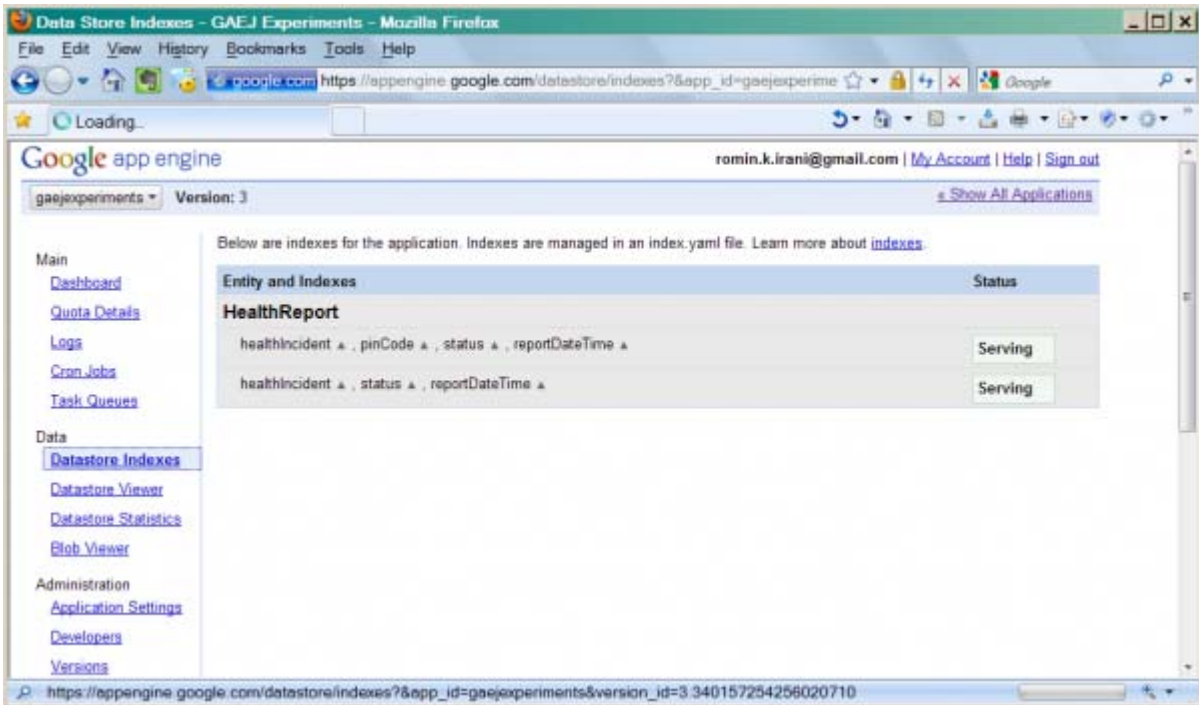 Data Store Indexes - GAEJ Experiments - Mozilla Firefox
File Edit View History Bookmarks Tools Help
google.com https://appengine.google.com/datastore/indexes?&app_id=gaejexperime Google
Loading...
Google app engine
romin.k.irani@gmail.com | My Account | Help | Sign out
gaejexperiments Version: 3
« Show All Applications
Below are indexes for the application. Indexes are managed in an index.yaml file. Learn more about indexes.
Main
Dashboard
Quota Details
Logs
Cron Jobs
Task Queues
Data
Datastore Indexes
Datastore Viewer
Datastore Statistics
Blob Viewer
Administration
Application Settings
Developers
Versions
Entity and Indexes Status
HealthReport
healthIncident ▲ , pinCode ▲ , status ▲ , reportDateTime ▲ Serving
healthIncident ▲ , status ▲ , reportDateTime ▲ Serving
https://appengine.google.com/datastore/indexes?&app_id=gaejexperiments&version_id=3.340157254256020710